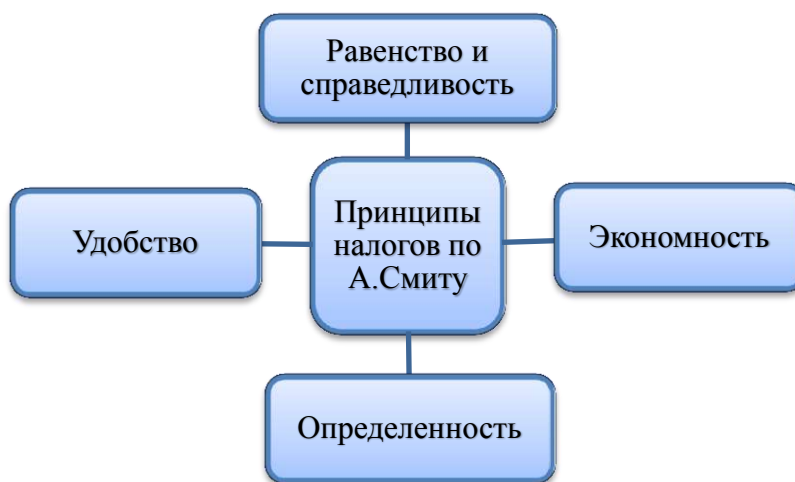 Равенство и
справедливость
Удобство
Принципы
налогов по
А.Смиту
Экономность
Определенность